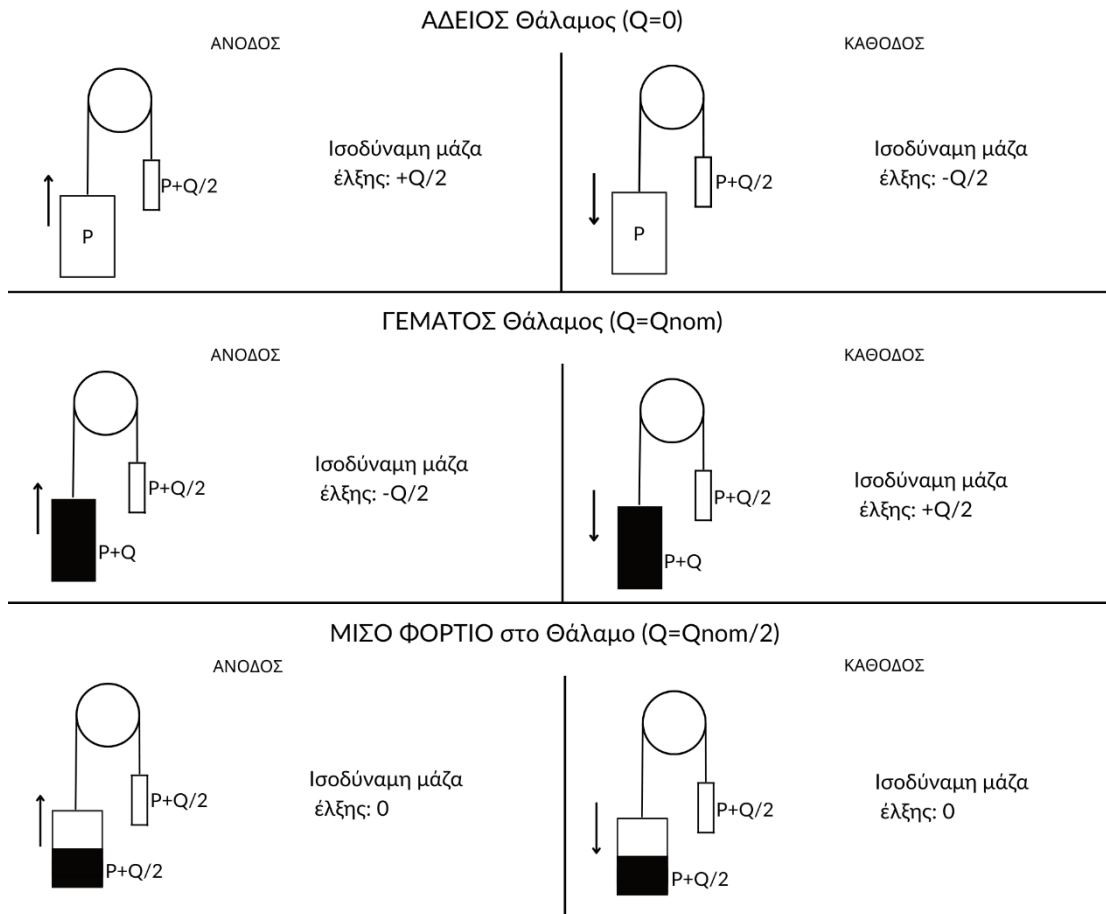 ΑΔΕΙΟΣ Θάλαμος (Q=0)
ΑΝΟΔΟΣ
P+Q/2
P
Ισοδύναμη μάζα
έλξης: +Q/2
ΚΑΘΟΔΟΣ
P+Q/2
P
Ισοδύναμη μάζα
έλξης: -Q/2
ΓΕΜΑΤΟΣ Θάλαμος (Q=Qnom)
ΑΝΟΔΟΣ
P+Q/2
P+Q
Ισοδύναμη μάζα
έλξης: -Q/2
ΚΑΘΟΔΟΣ
P+Q/2
P+Q
Ισοδύναμη μάζα
έλξης: +Q/2
ΜΙΣΟ ΦΟΡΤΙΟ στο Θάλαμο (Q=Qnom/2)
ΑΝΟΔΟΣ
P+Q/2
P+Q/2
Ισοδύναμη μάζα
έλξης: 0
ΚΑΘΟΔΟΣ
P+Q/2
P+Q/2
Ισοδύναμη μάζα
έλξης: 0